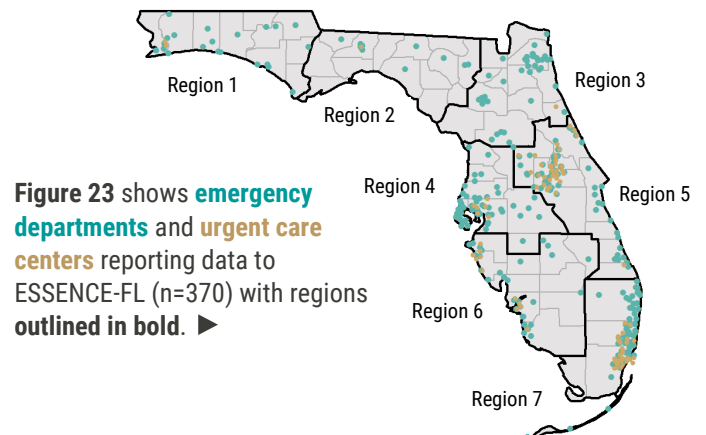 Region 1
Region 2
Region 3
Region 4
Region 5
Figure 23 shows emergency
departments and urgent care
centers reporting data to
ESSENCE-FL (n=370) with regions
outlined in bold. ►
Region 6
Region 7